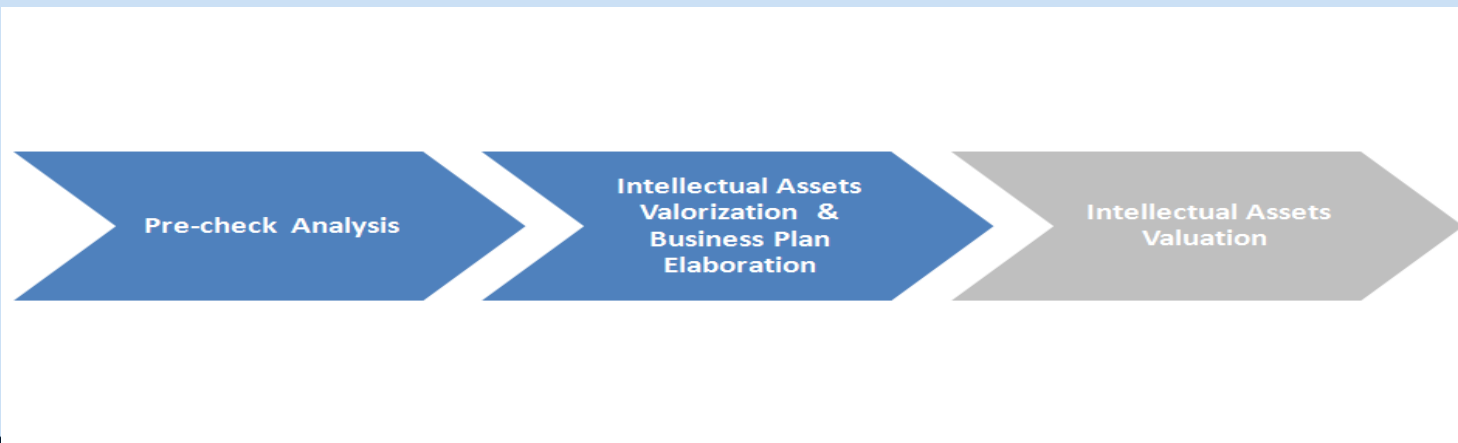 Pre-check Analysis
Intellectual Assets
Valorization &
Business Plan
Elaboration
Intellectual Assets
Valuation